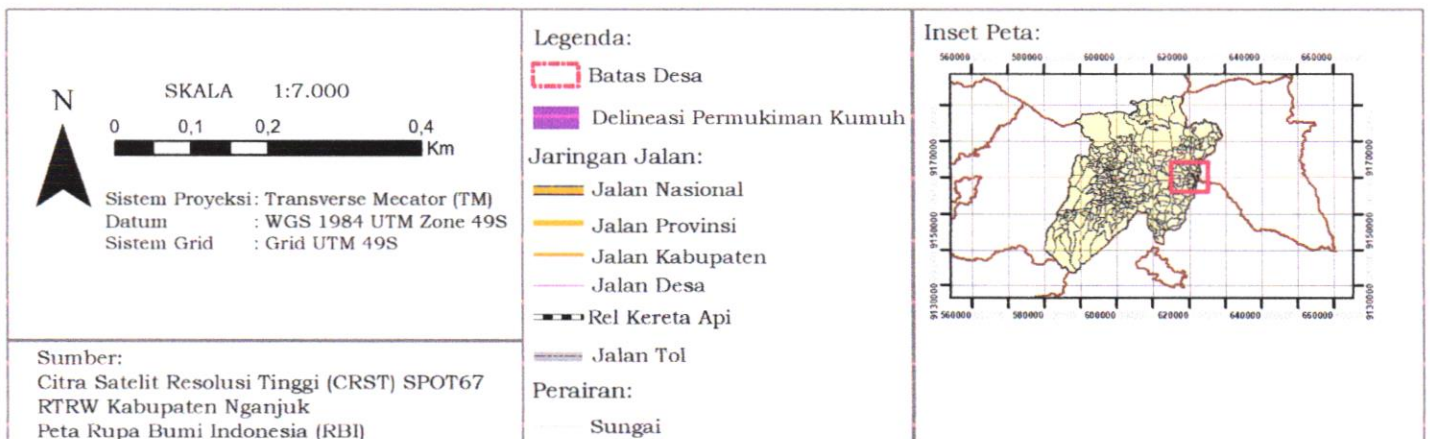 N
SKALA 1:7.000
0 0,1 0,2 0,4
Km
Sistem Proyeksi : Transverse Mecator (TM)
Datum : WGS 1984 UTM Zone 49S
Sistem Grid : Grid UTM 49S
Sumber:
Citra Satelit Resolusi Tinggi (CRST) SPOT67
RTRW Kabupaten Nganjuk
Peta Rupa Bumi Indonesia (RBI)
Legenda:
Batas Desa
Delineasi Permukiman Kumuh
Jaringan Jalan:
Jalan Nasional
Jalan Provinsi
Jalan Kabupaten
Jalan Desa
Rel Kereta Api
Jalan Tol
Perairan:
Sungai
Inset Peta:
560000 580000 600000 620000 640000 660000
9170000 9170000
9150000 9150000
9130000 9130000
560000 580000 600000 620000 640000 660000